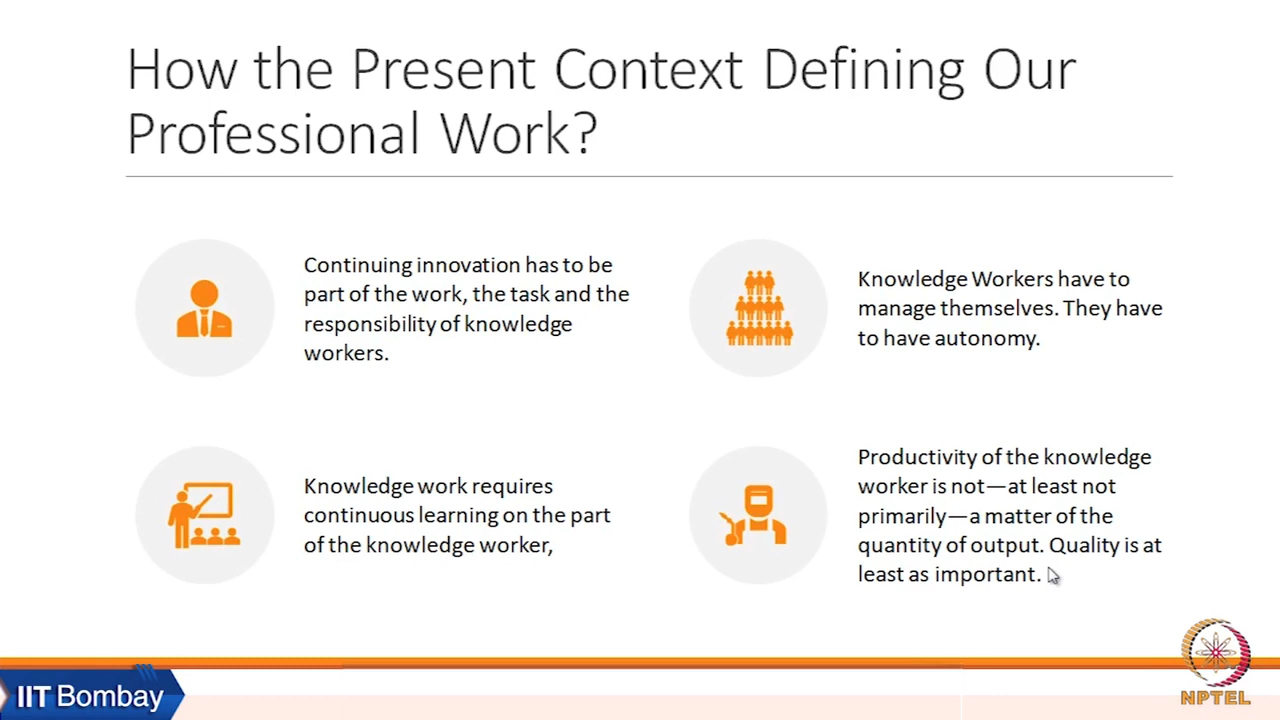 How the Present Context Defining Our
Professional Work?
Continuing innovation has to be
part of the work, the task and the
responsibility of knowledge
workers.
Knowledge Workers have to
manage themselves. They have
to have autonomy.
Knowledge work requires
continuous learning on the part
of the knowledge worker,
Productivity of the knowledge
worker is not—at least not
primarily—a matter of the
quantity of output. Quality is at
least as important.
IIT Bombay
NPTEL